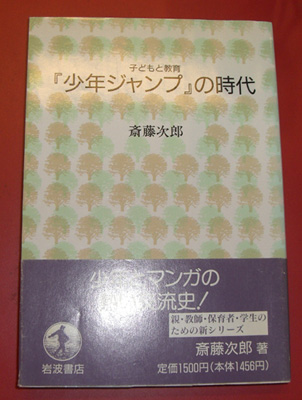 子どもと教育
『少年ジャンプ』の時代
斎藤次郎
マンガの
流史!
親・教師・保育者・学生の
ための新シリーズ
斎藤次郎 著
岩波書店
定価1500円(本体1456円)